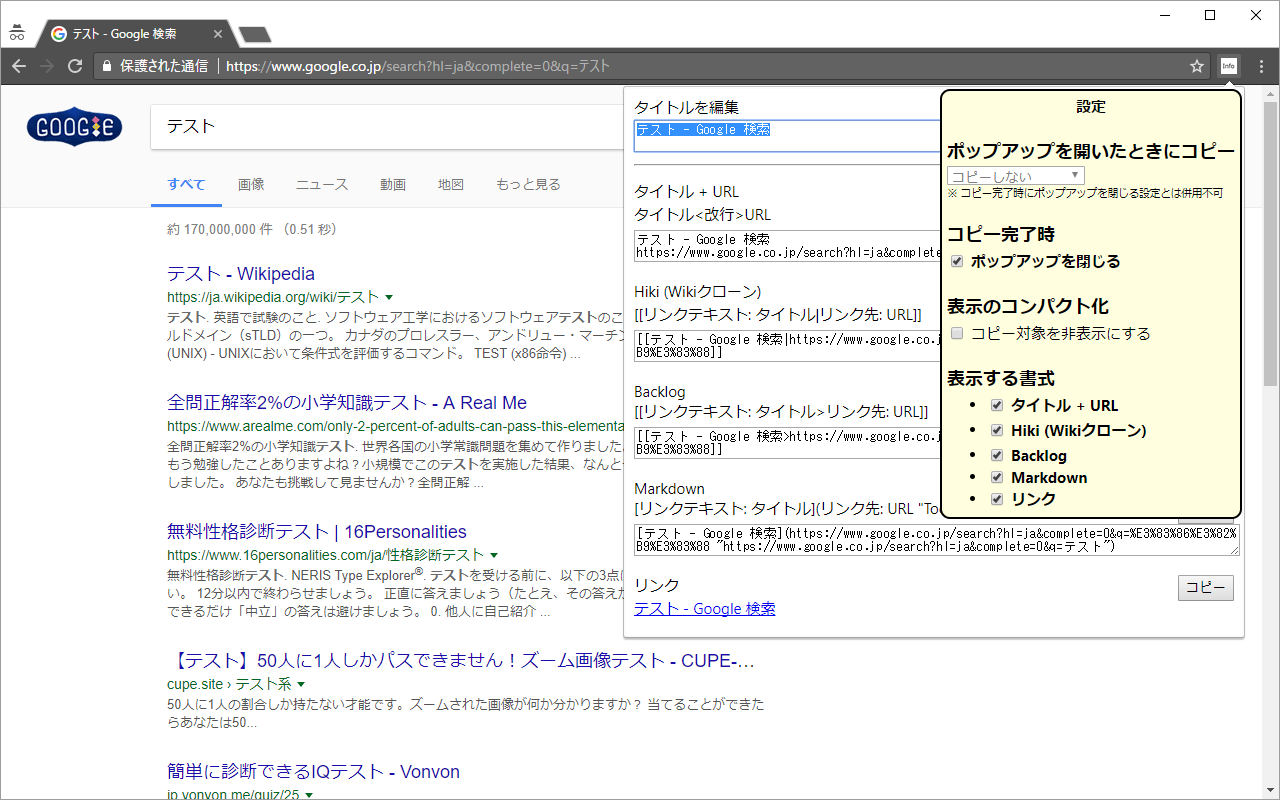 テスト - Google 検索
保護された通信
https://www.google.co.jp/search?hl=ja&complete=0&q=テスト
Info
GOOGLE
テスト
すべて
画像
ニュース
動画
地図
もっと見る
約 170,000,000 件 （0.51 秒）
テスト - Wikipedia
https://ja.wikipedia.org/wiki/テスト
テスト. 英語で試験のこと. ソフトウェア工学におけるソフトウェアテストのこ
ルドメイン（sTLD）の一つ。 カナダのプロレスラー、アンドリュー・マーチン
(UNIX) - UNIXにおいて条件式を評価するコマンド。 TEST (x86命令) ...
全問正解率2%の小学知識テスト - A Real Me
https://www.arealme.com/only-2-percent-of-adults-can-pass-this-elementa
全問正解率2%の小学知識テスト. 世界各国の小学常識問題を集めて作りました。
もう勉強したことありますよね？小規模でこのテストを実施した結果、なんと
しました。 あなたも挑戦して見ませんか？全問正解 ...
無料性格診断テスト | 16Personalities
https://www.16personalities.com/ja/性格診断テスト
無料性格診断テスト. NERIS Type Explorer®. テストを受ける前に、以下の3点に
い。 12分以内で終わらせましょう。 正直に答えましょう（たとえ、その答えが
できるだけ「中立」の答えは避けましょう。 0. 他人に自己紹介 ...
【テスト】50人に1人しかパスできません！ズーム画像テスト - CUPE-...
cupe.site › テスト系
50人に1人の割合しか持たない才能です。ズームされた画像が何か分かりますか？ 当てることができた
らあなたは50...
簡単に診断できるIQテスト - Vonvon
jp.vonvon.me/quiz/25
タイトルを編集
テスト - Google 検索
タイトル + URL
タイトル<改行>URL
テスト - Google 検索
https://www.google.co.jp/search?hl=ja&complete
Hiki (Wikiクローン)
[[リンクテキスト: タイトル|リンク先: URL]]
[[テスト - Google 検索|https://www.google.co.j
B9%E3%83%88]]
Backlog
[[リンクテキスト: タイトル>リンク先: URL]]
[[テスト - Google 検索>https://www.google.co.j
B9%E3%83%88]]
Markdown
[リンクテキスト: タイトル](リンク先: URL "Too
[テスト - Google 検索](https://www.google.co.jp/search?hl=ja&complete=0&q=%E3%83%86%E3%82%
B9%E3%83%88 "https://www.google.co.jp/search?hl=ja&complete=0&q=テスト")
リンク
コピー
テスト - Google 検索
設定
ポップアップを開いたときにコピー
コピーしない
※ コピー完了時にポップアップを閉じる設定とは併用不可
コピー完了時
ポップアップを閉じる
表示のコンパクト化
コピー対象を非表示にする
表示する書式
• タイトル + URL
• Hiki (Wikiクローン)
• Backlog
• Markdown
• リンク